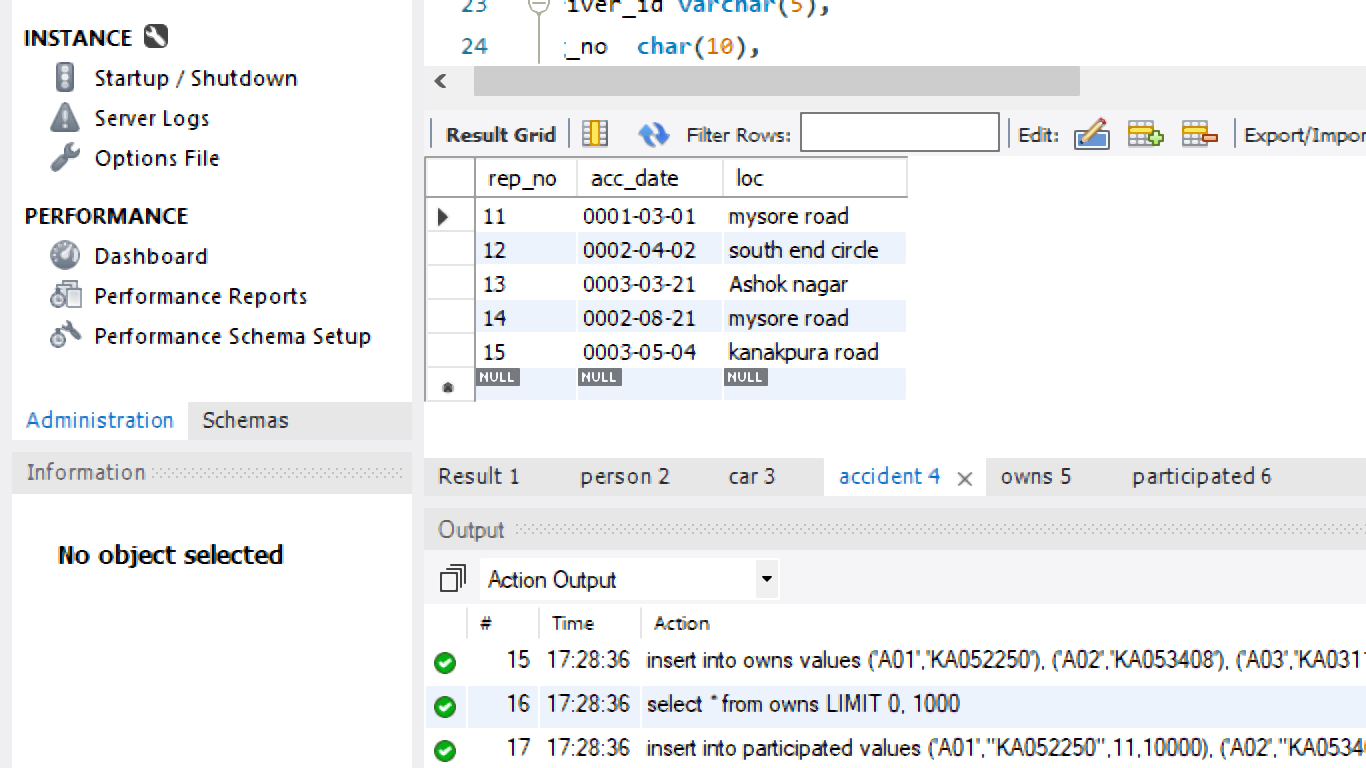 INSTANCE
Startup / Shutdown
Server Logs
Options File
PERFORMANCE
Dashboard
Performance Reports
Performance Schema Setup
Administration Schemas
Information
No object selected
23 iver_id varchar(5),
24 _no char(10),
Result Grid Filter Rows: Edit: Export/Impor
rep_no acc_date loc
11 0001-03-01 mysore road
12 0002-04-02 south end circle
13 0003-03-21 Ashok nagar
14 0002-08-21 mysore road
15 0003-05-04 kanakpura road
NULL NULL NULL
Result 1 person 2 car 3 accident 4 owns 5 participated 6
Output
Action Output
# Time Action
15 17:28:36 insert into owns values ('A01','KA052250'), ('A02','KA053408'), ('A03','KA0311
16 17:28:36 select * from owns LIMIT 0, 1000
17 17:28:36 insert into participated values ('A01',"KA052250",11,10000), ('A02',"KA0534